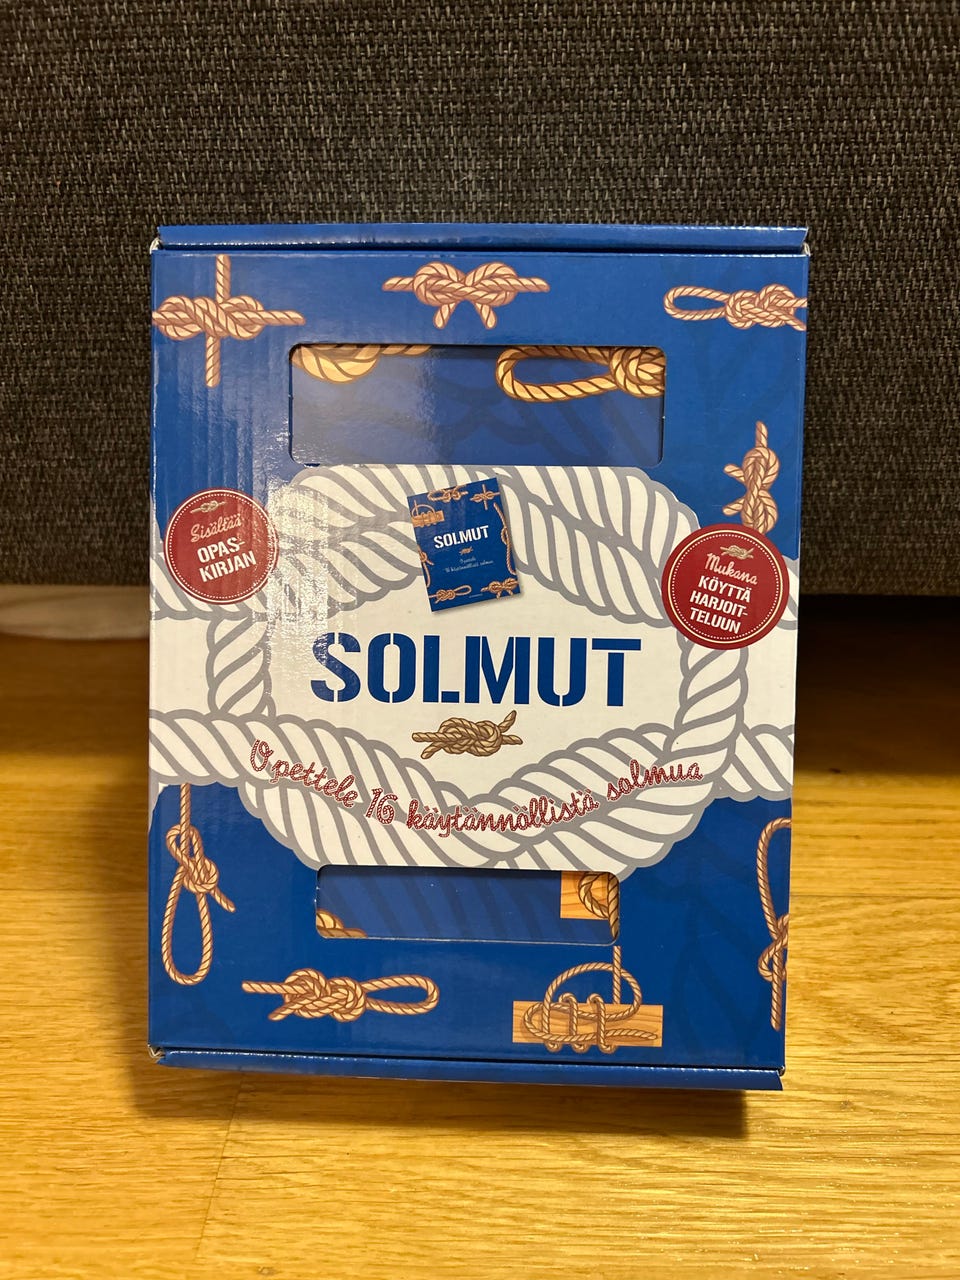 SOLMUT
Sisältää
OPAS-
KIRJAN
Mukana
KÖYTTÄ
HARJOIT-
TELUUN
SOLMUT
Opettele 16 käytännöllistä solmua